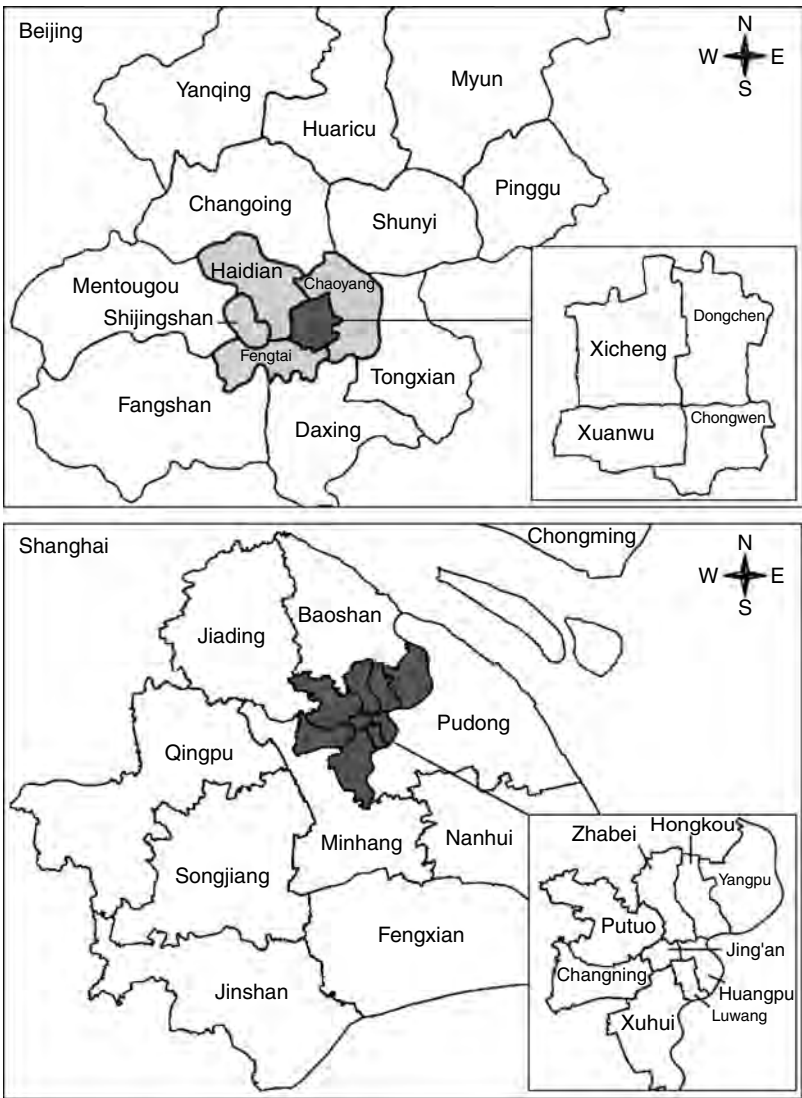 Beijing
N
W E
S
Yanqing
Myun
Huaricu
Pinggu
Changoing
Shunyi
Haidian
Chaoyang
Mentougou
Shijingshan
Fengtai
Tongxian
Fangshan
Daxing
Dongchen
Xicheng
Chongwen
Xuanwu
Shanghai
Chongming
N
W E
S
Baoshan
Jiading
Pudong
Qingpu
Minhang
Nanhui
Songjiang
Fengxian
Jinshan
Zhabei
Hongkou
Yangpu
Putuo
Jing'an
Changning
Huangpu
Luwang
Xuhui